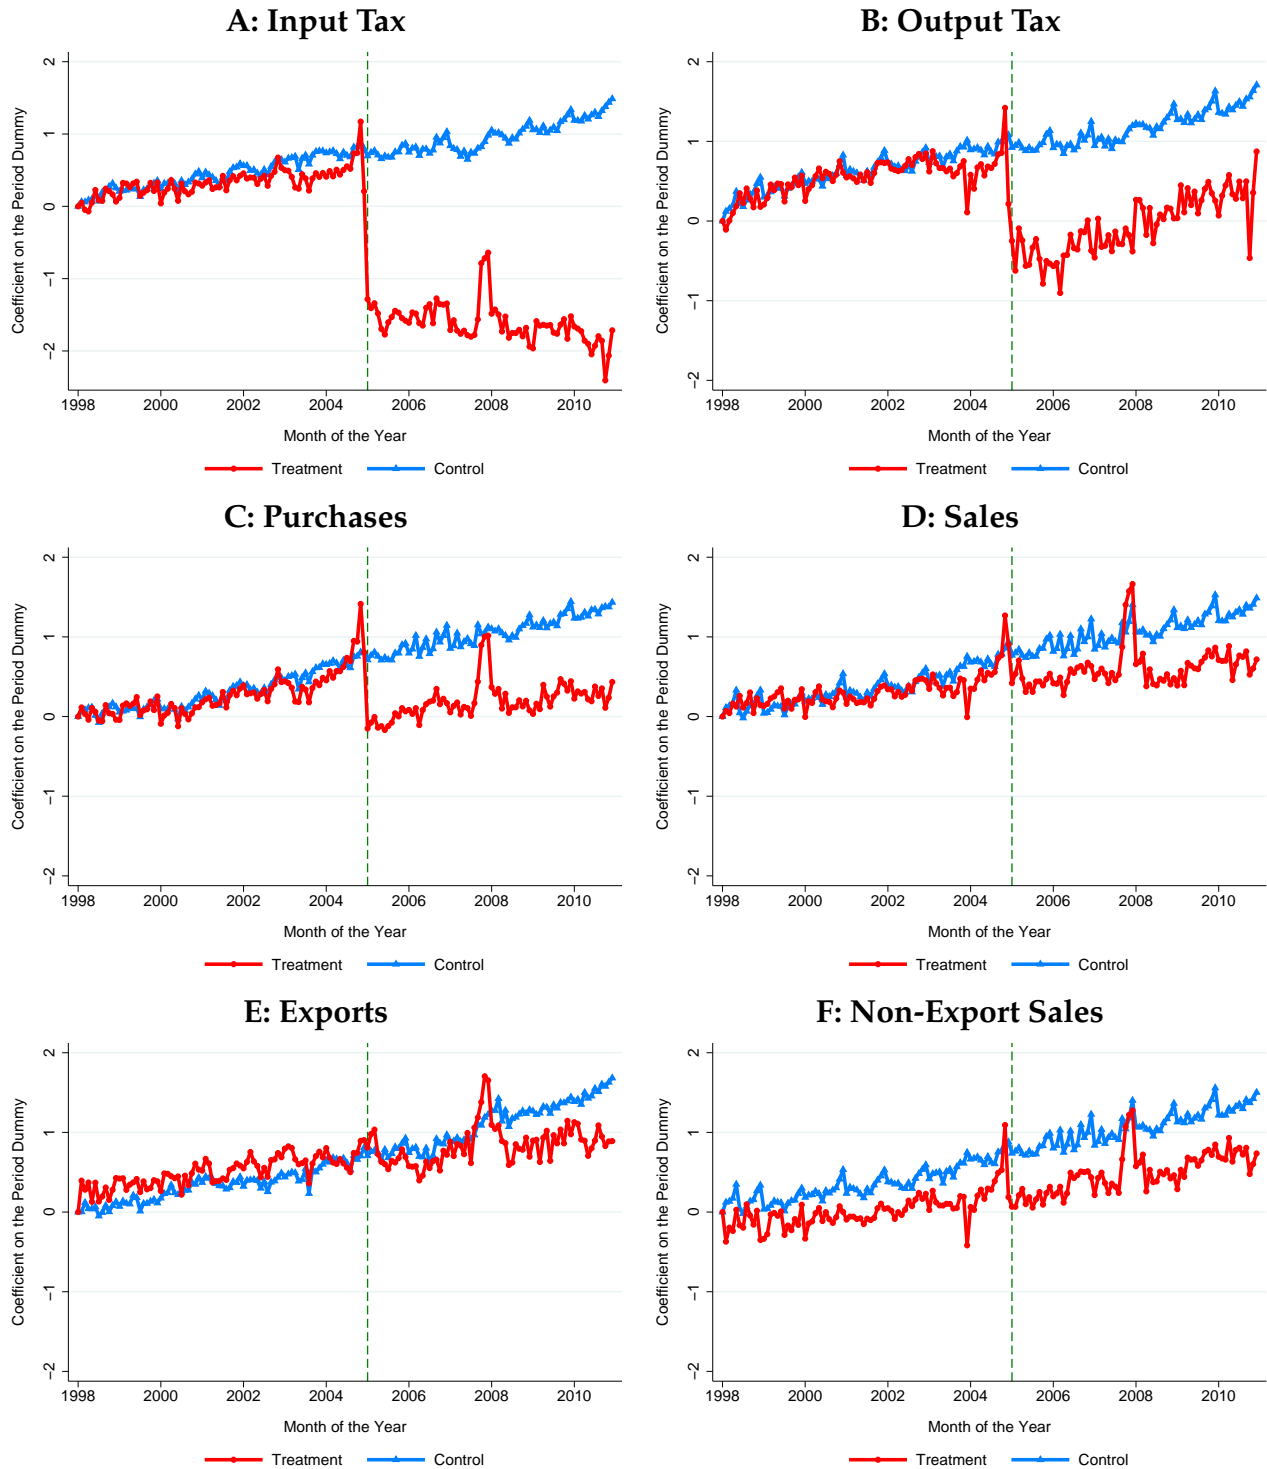 A: Input Tax
Coefficient on the Period Dummy
2
1
0
−1
−2
1998 2000 2002 2004 2006 2008 2010
Month of the Year
Treatment Control
B: Output Tax
Coefficient on the Period Dummy
2
1
0
−1
−2
1998 2000 2002 2004 2006 2008 2010
Month of the Year
Treatment Control
C: Purchases
Coefficient on the Period Dummy
2
1
0
−1
−2
1998 2000 2002 2004 2006 2008 2010
Month of the Year
Treatment Control
D: Sales
Coefficient on the Period Dummy
2
1
0
−1
−2
1998 2000 2002 2004 2006 2008 2010
Month of the Year
Treatment Control
E: Exports
Coefficient on the Period Dummy
2
1
0
−1
−2
1998 2000 2002 2004 2006 2008 2010
Month of the Year
Treatment Control
F: Non-Export Sales
Coefficient on the Period Dummy
2
1
0
−1
−2
1998 2000 2002 2004 2006 2008 2010
Month of the Year
Treatment Control